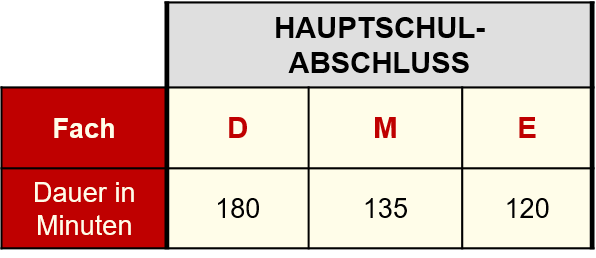 HAUPTSCHUL-
ABSCHLUSS
Fach D M E
Dauer in
Minuten 180 135 120